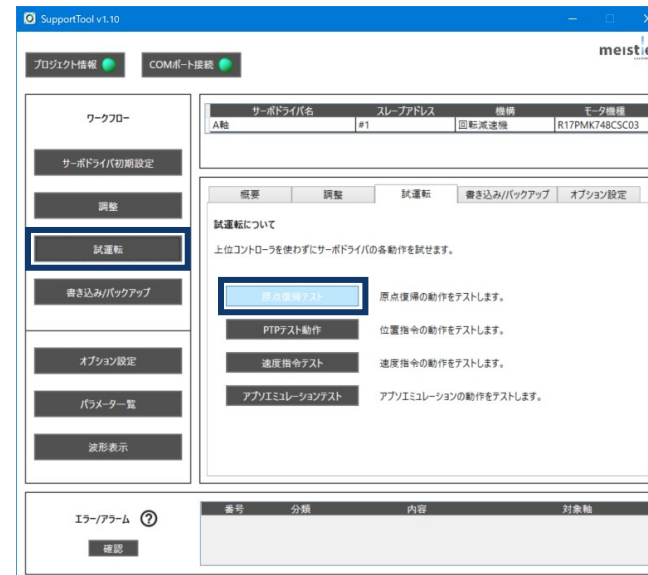 SupportTool v1.10
プロジェクト情報
COMポート接続
ワークフロー
サーボドライバ初期設定
調整
試運転
書き込み/バックアップ
オプション設定
パラメーター覧
波形表示
サーボドライバ名 スレーブアドレス 機構 モータ機種
A軸 #1 回転減速機 R17PMK748CSC03
概要 調整 試運転 書き込み/バックアップ オプション設定
試運転について
上位コントローラを使わずにサーボドライバの各動作を試せます。
原点復帰テスト 原点復帰の動作をテストします。
PTPテスト動作 位置指令の動作をテストします。
速度指令テスト 速度指令の動作をテストします。
アブソエミュレーションテスト アブソエミュレーションの動作をテストします。
エラー/アラーム
確認
番号 分類 内容 対象軸